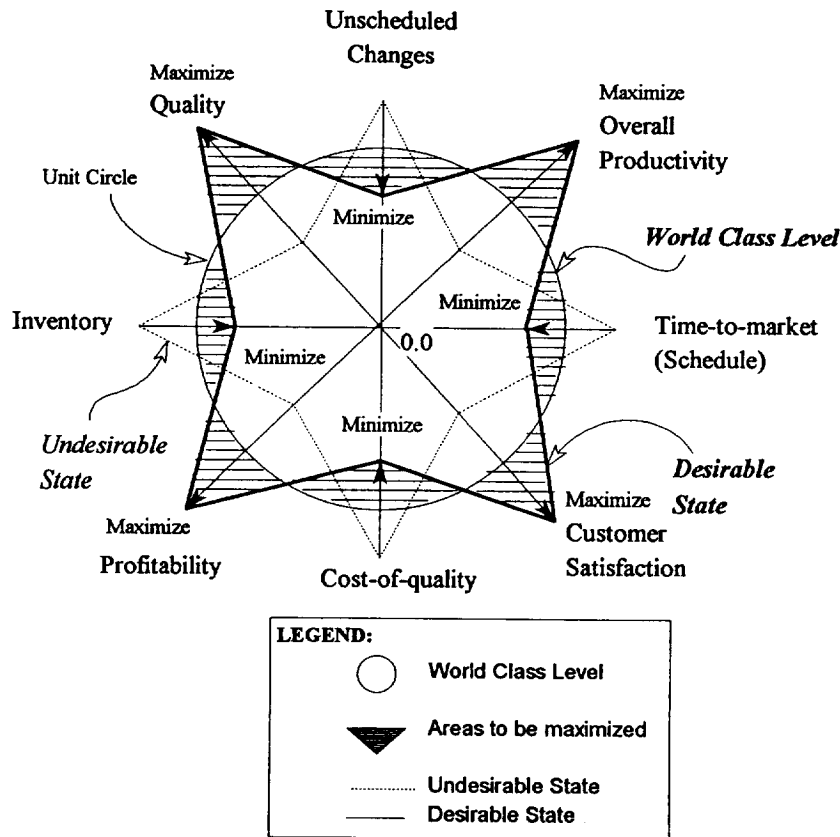 Unscheduled
Changes
Maximize
Quality
Maximize
Overall
Productivity
Unit Circle
Minimize
World Class Level
Inventory
Minimize
0.0
Minimize
Time-to-market
(Schedule)
Undesirable
State
Minimize
Desirable
State
Maximize
Profitability
Maximize
Customer
Satisfaction
Cost-of-quality
LEGEND:
World Class Level
Areas to be maximized
Undesirable State
Desirable State